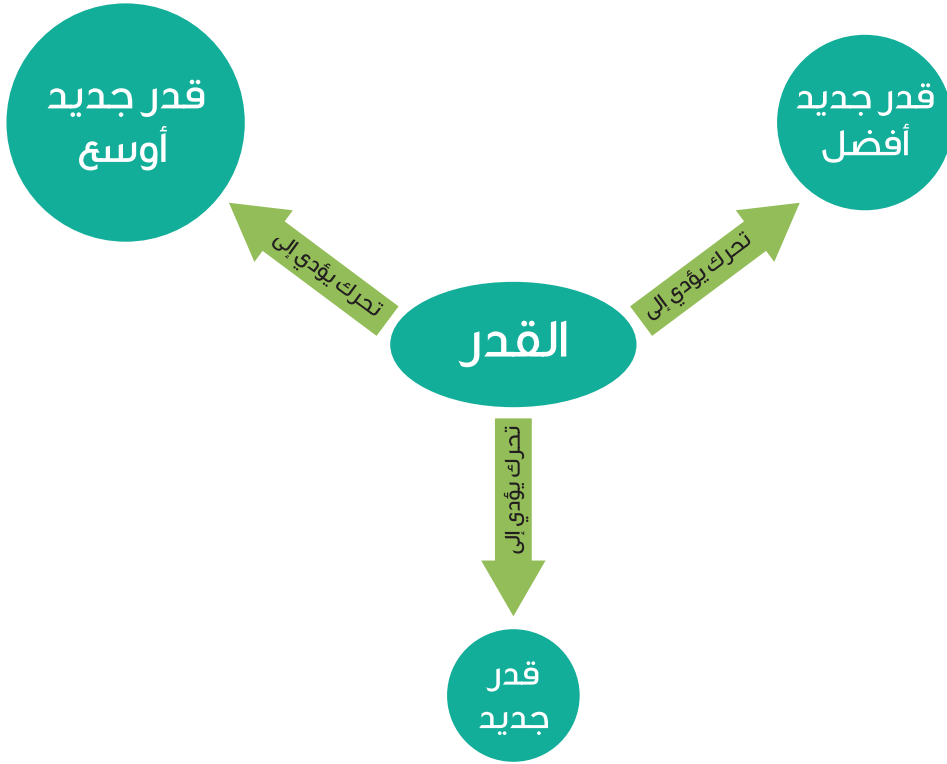 قدر جديد
أفضل
قدر جديد
أوسع
تحرك يؤدي إلى
تحرك يؤدي إلى
القدر
تحرك يؤدي إلى
قدر
جديد